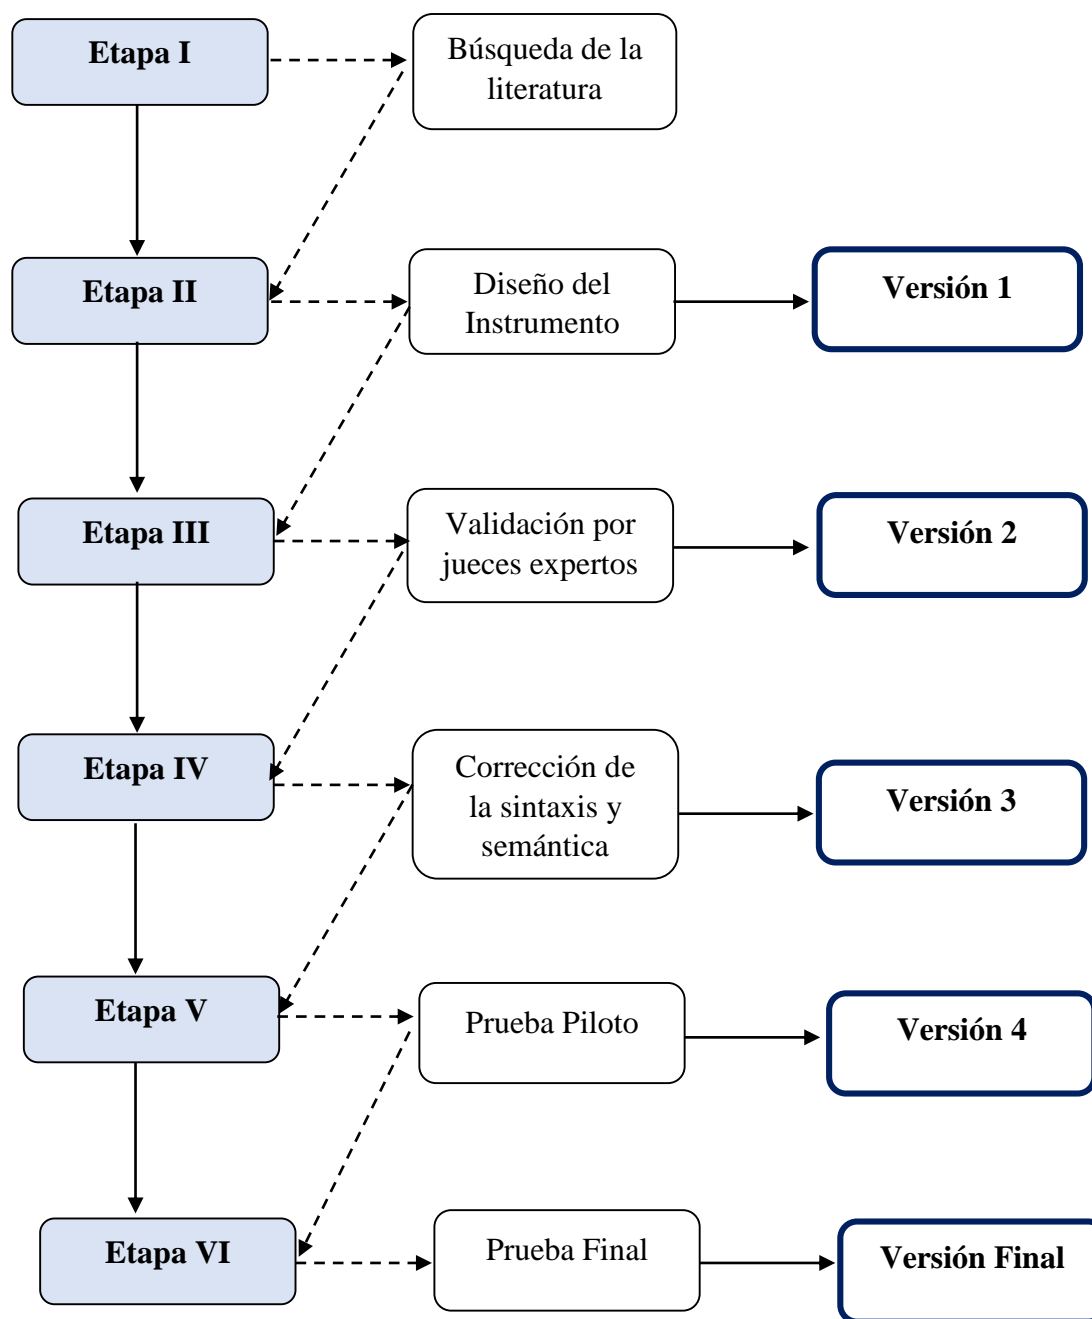 Etapa I
Búsqueda de la
literatura
Etapa II
Diseño del
Instrumento
Versión 1
Etapa III
Validación por
jueces expertos
Versión 2
Etapa IV
Corrección de
la sintaxis y
semántica
Versión 3
Etapa V
Prueba Piloto
Versión 4
Etapa VI
Prueba Final
Versión Final